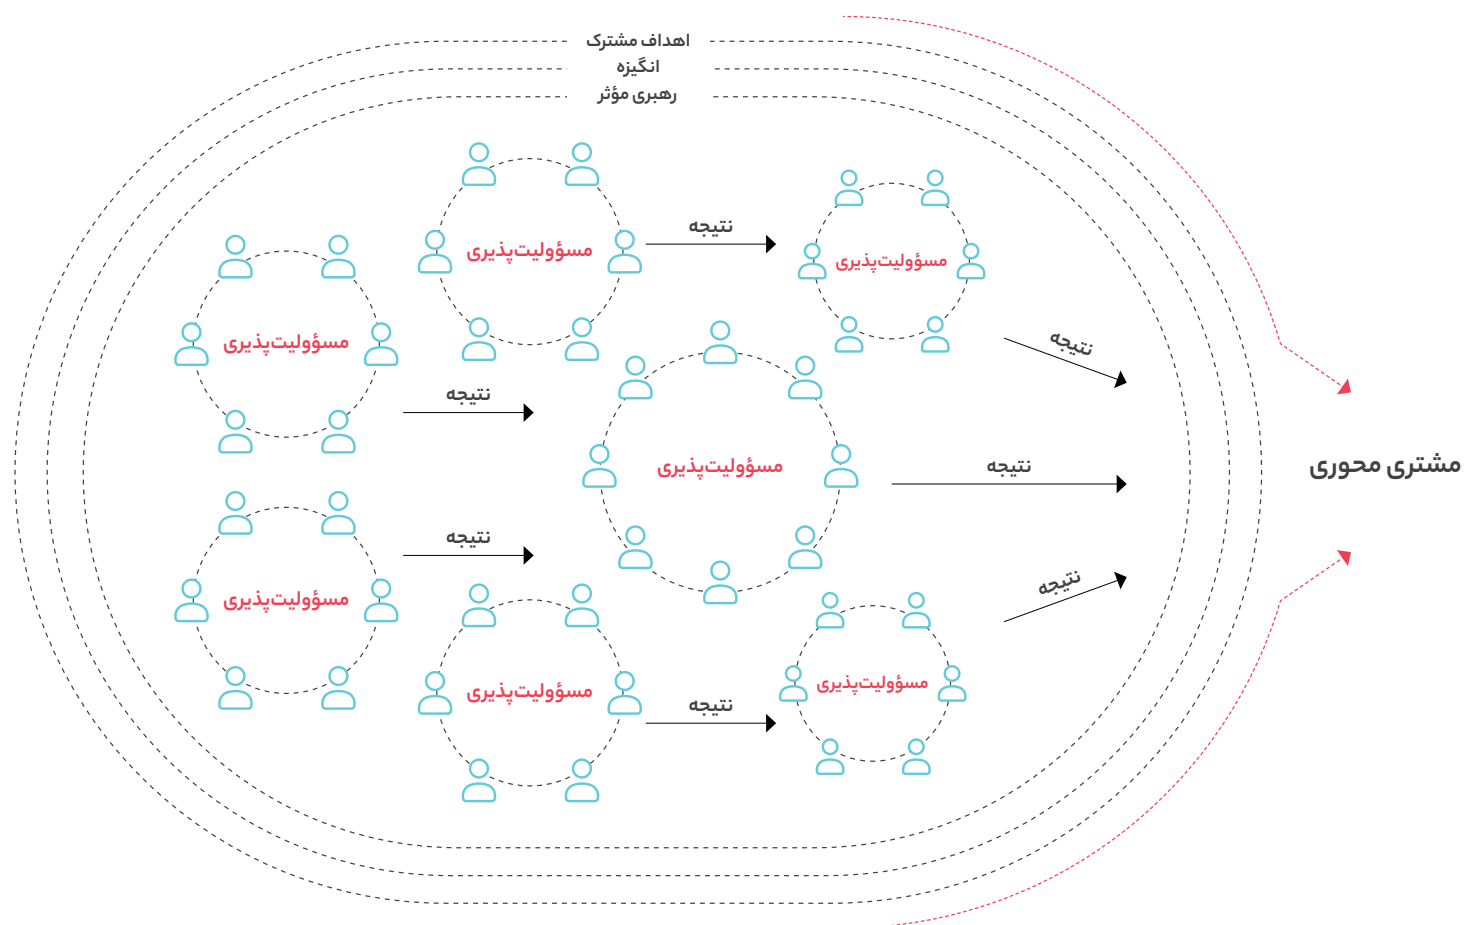 اهداف مشترک
انگیزه
رهبری مؤثر
مسؤولیت‌پذیری
نتیجه
مسؤولیت‌پذیری
مسؤولیت‌پذیری
نتیجه
نتیجه
مسؤولیت‌پذیری
نتیجه
مشتری محوری
مسؤولیت‌پذیری
نتیجه
نتیجه
مسؤولیت‌پذیری
نتیجه
مسؤولیت‌پذیری